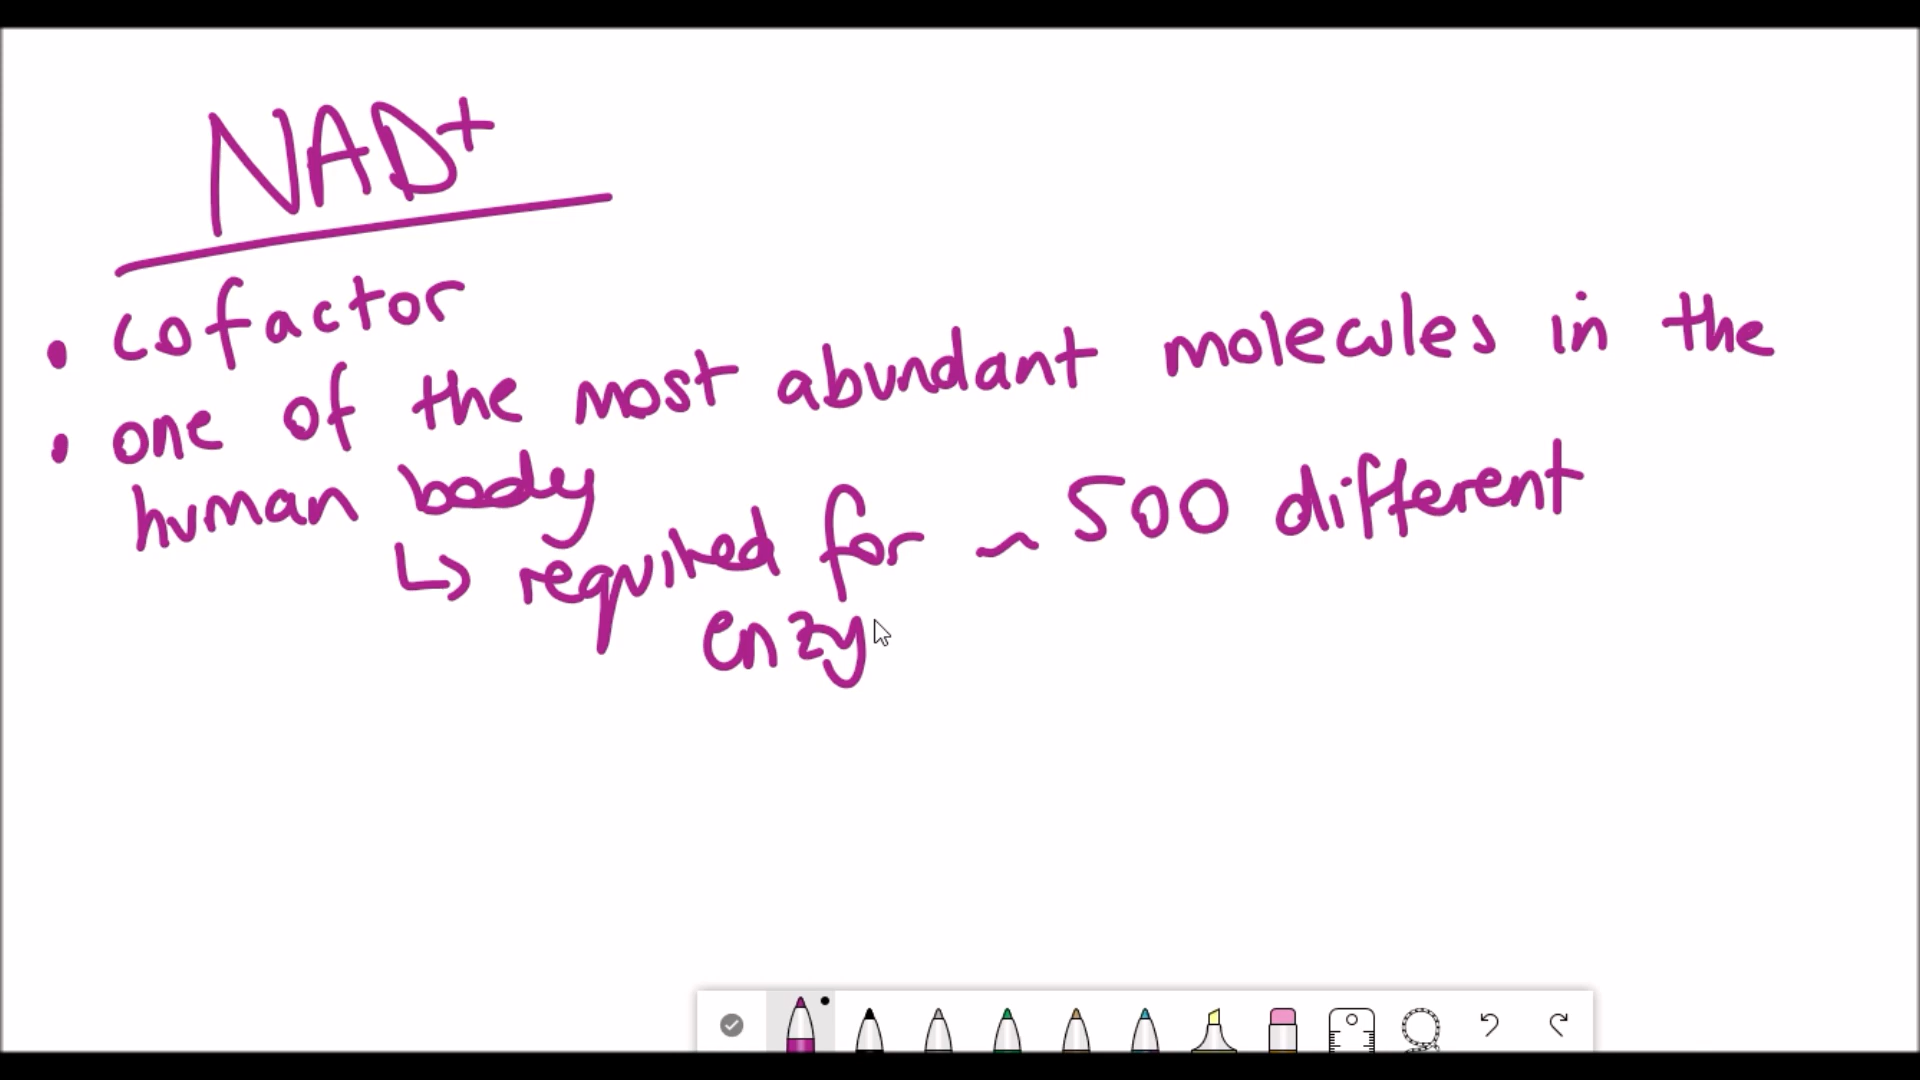 NAD+
• cofactor
• one of the most abundant molecules in the
human body
↳ required for ~ 500 different
enzy